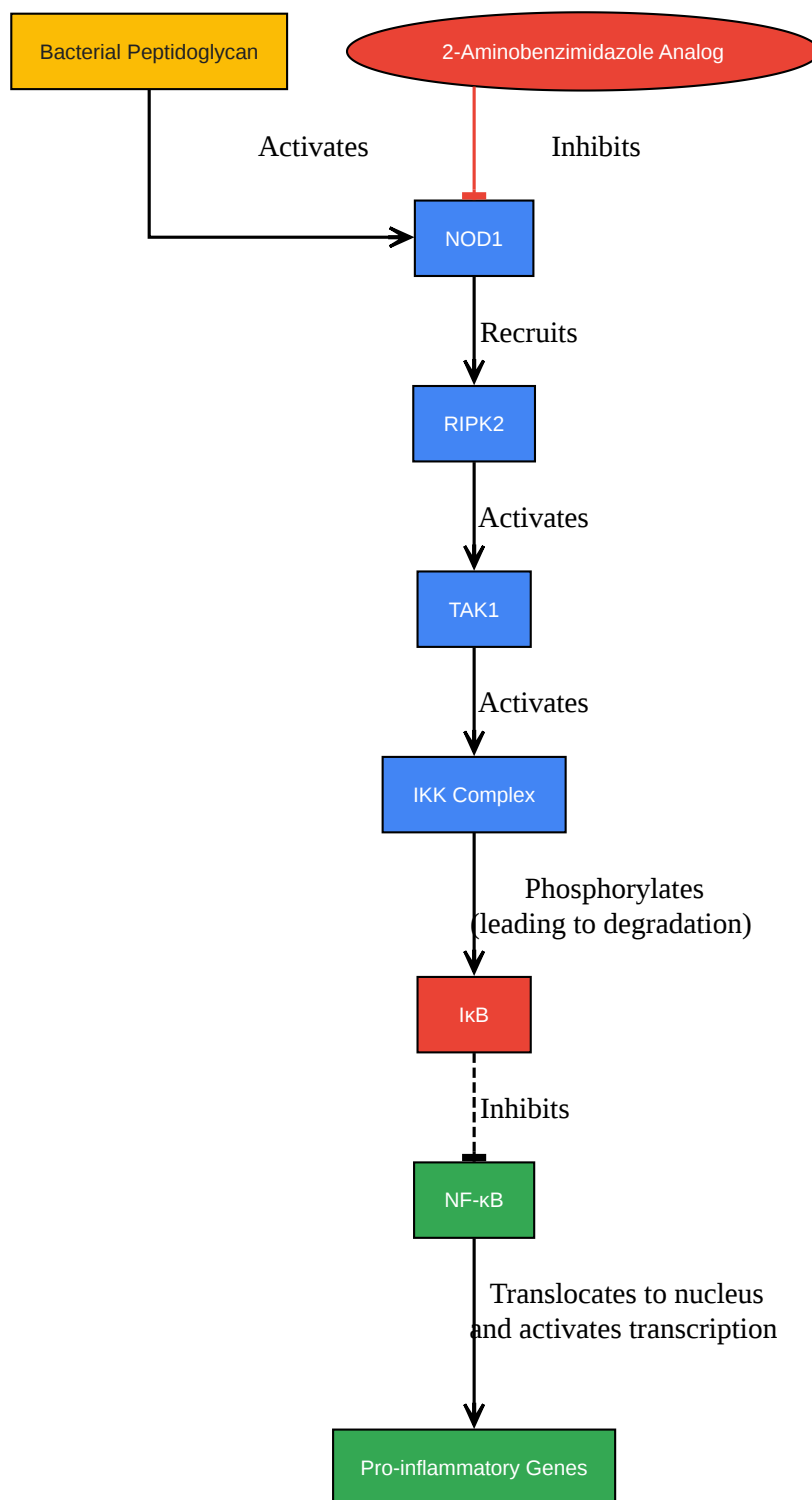 Bacterial Peptidoglycan
2-Aminobenzimidazole Analog
Activates
Inhibits
NOD1
Recruits
RIPK2
Activates
TAK1
Activates
IKK Complex
Phosphorylates
(leading to degradation)
IκB
Inhibits
NF-κB
Translocates to nucleus
and activates transcription
Pro-inflammatory Genes